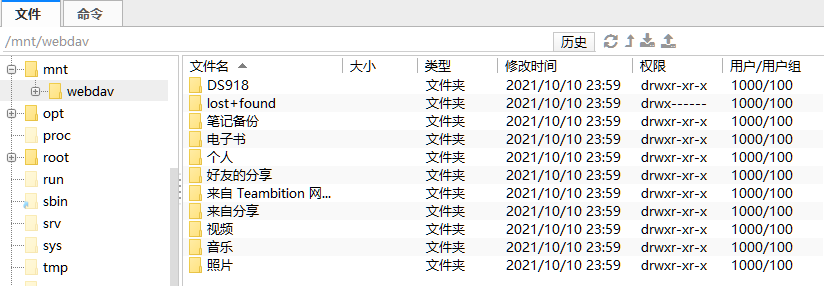 文件 命令
/mnt/webdav 历史
mnt
webdav
opt
proc
root
run
sbin
srv
sys
tmp
文件名 大小 类型 修改时间 权限 用户/用户组
DS918 文件夹 2021/10/10 23:59 drwxr-xr-x 1000/100
lost+found 文件夹 2021/10/10 23:59 drwx------ 1000/100
笔记备份 文件夹 2021/10/10 23:59 drwxr-xr-x 1000/100
电子书 文件夹 2021/10/10 23:59 drwxr-xr-x 1000/100
个人 文件夹 2021/10/10 23:59 drwxr-xr-x 1000/100
好友的分享 文件夹 2021/10/10 23:59 drwxr-xr-x 1000/100
来自 Teambition 网... 文件夹 2021/10/10 23:59 drwxr-xr-x 1000/100
来自分享 文件夹 2021/10/10 23:59 drwxr-xr-x 1000/100
视频 文件夹 2021/10/10 23:59 drwxr-xr-x 1000/100
音乐 文件夹 2021/10/10 23:59 drwxr-xr-x 1000/100
照片 文件夹 2021/10/10 23:59 drwxr-xr-x 1000/100